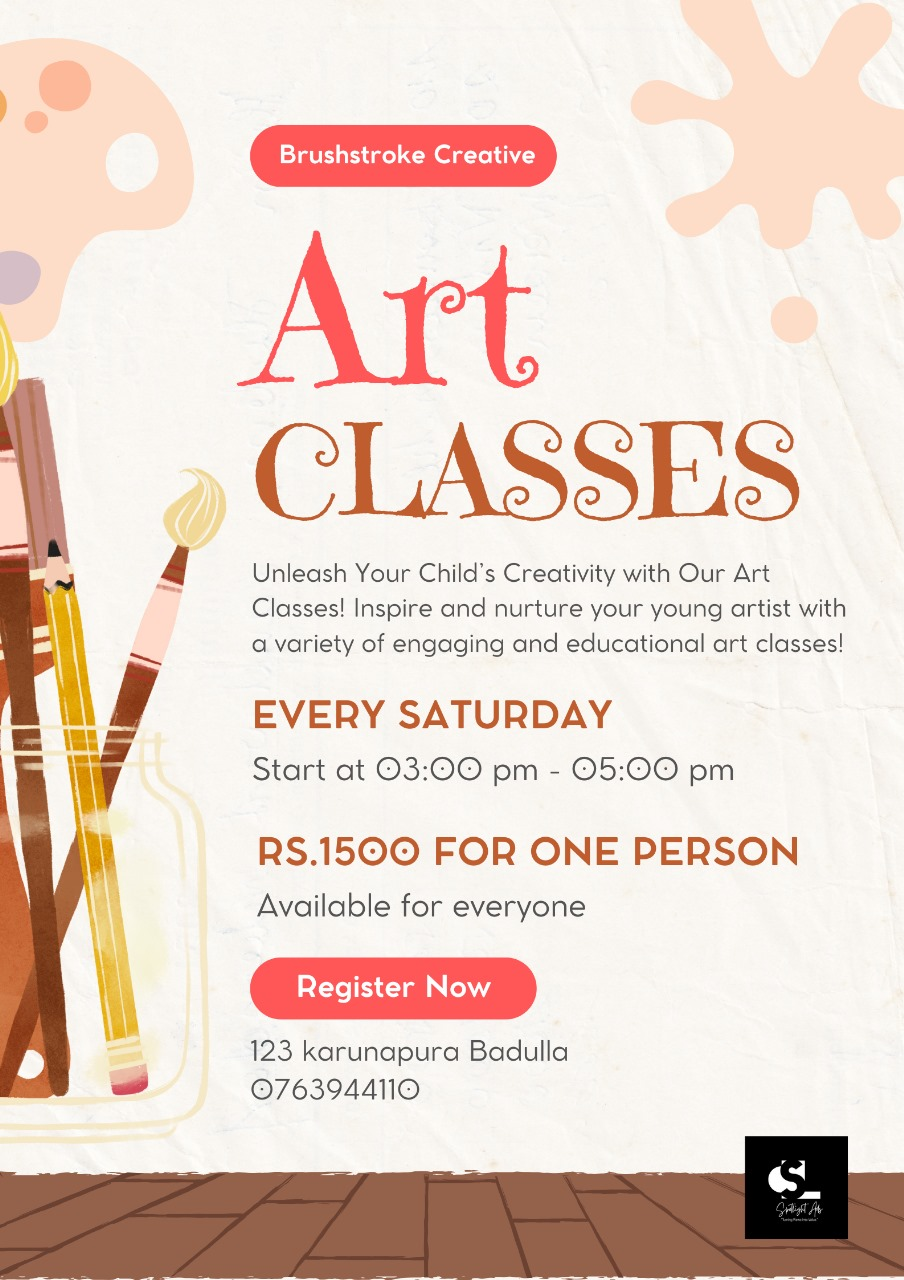 Brushstroke Creative
Art
CLASSES
Unleash Your Child's Creativity with Our Art
Classes! Inspire and nurture your young artist with
a variety of engaging and educational art classes!
EVERY SATURDAY
Start at 03:00 pm - 05:00 pm
RS.1500 FOR ONE PERSON
Available for everyone
Register Now
123 karunapura Badulla
0763944110
SL
Spotlight Ads